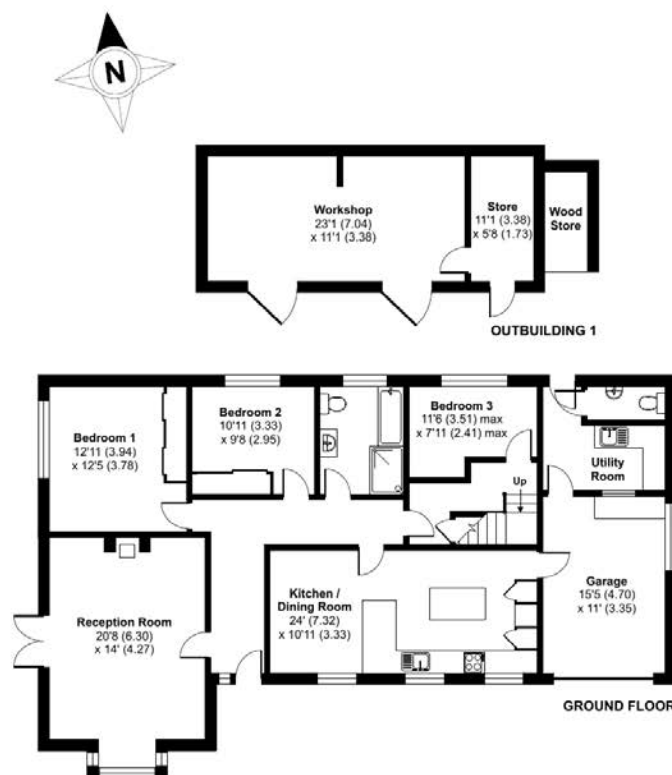 N
Workshop
23'1 (7.04)
x 11'1 (3.38)
Store
11'1 (3.38)
x 5'8 (1.73)
Wood
Store
OUTBUILDING 1
Bedroom 1
12'11 (3.94)
x 12'5 (3.78)
Bedroom 2
10'11 (3.33)
x 9'8 (2.95)
Bedroom 3
11'6 (3.51) max
x 7'11 (2.41) max
Utility
Room
Up
Reception Room
20'8 (6.30)
x 14' (4.27)
Kitchen /
Dining Room
24' (7.32)
x 10'11 (3.33)
Garage
15'5 (4.70)
x 11' (3.35)
GROUND FLOOR